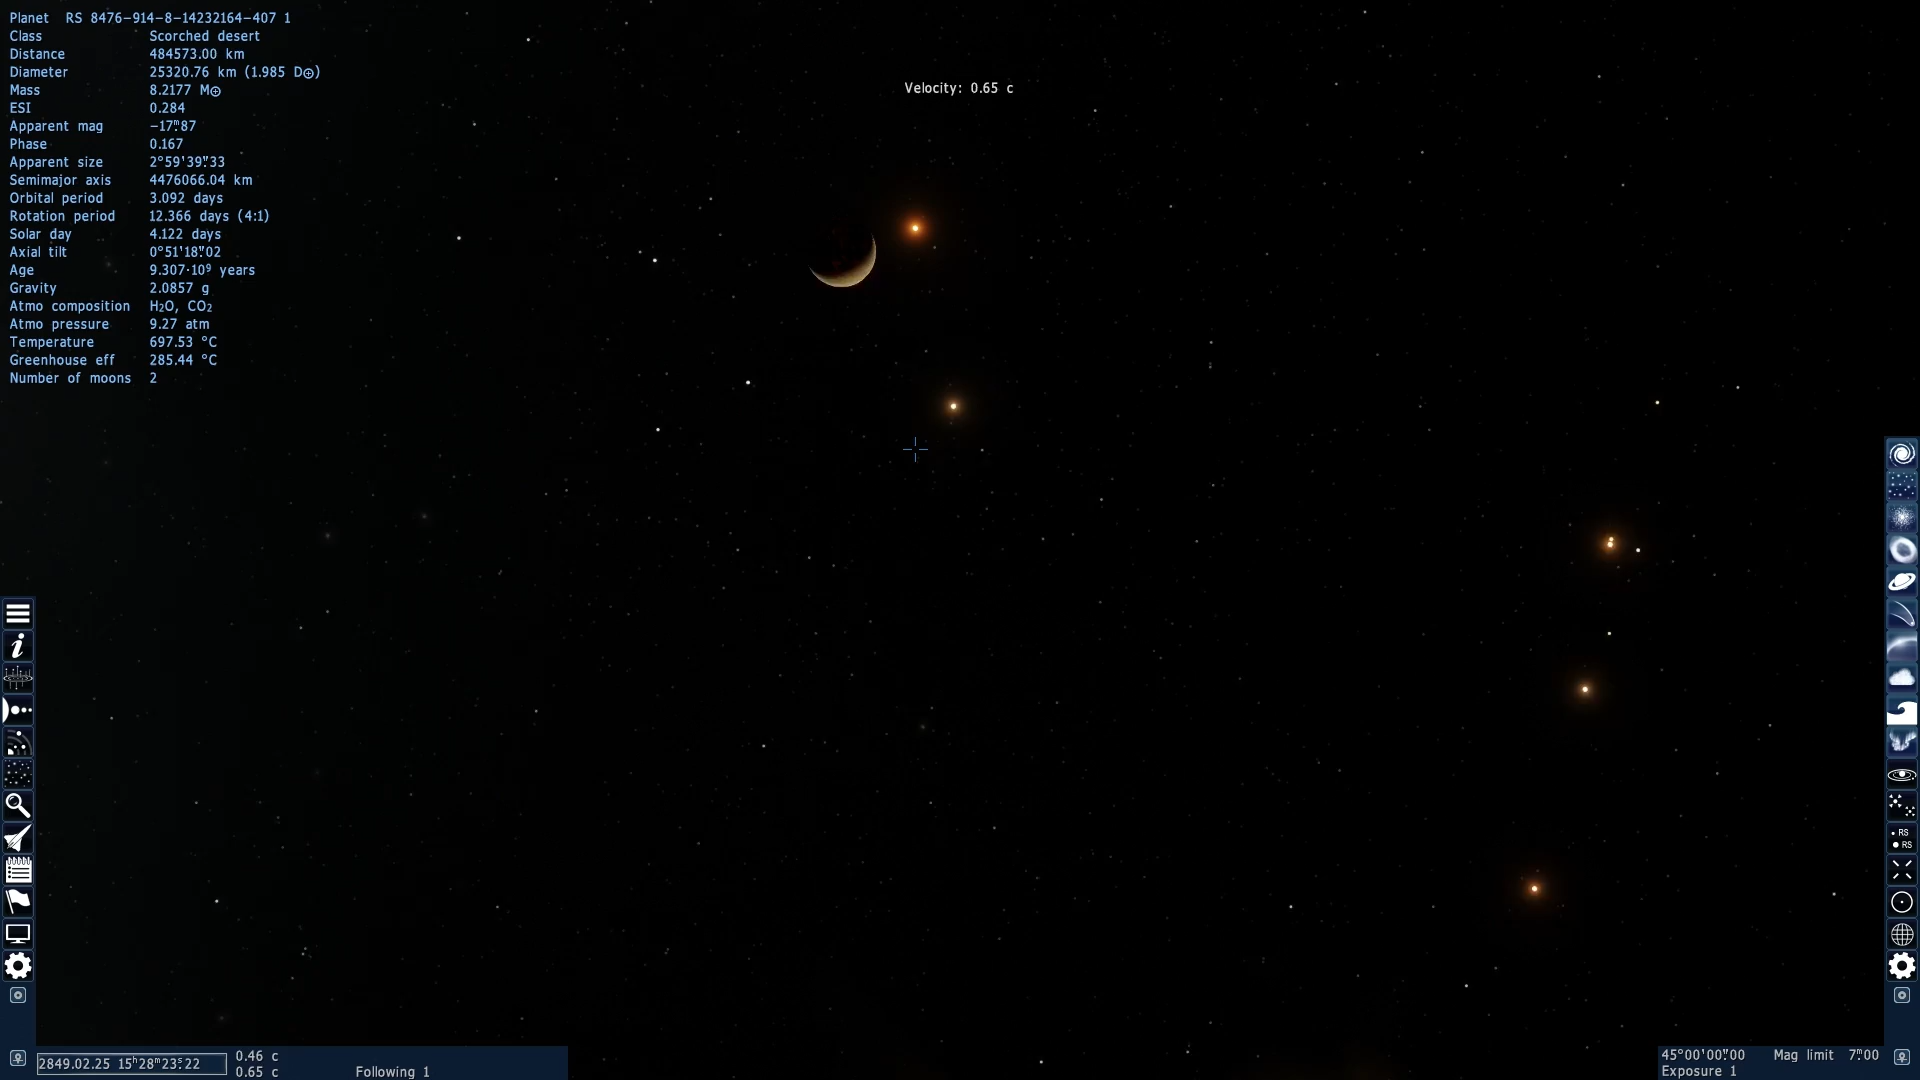 Planet RS 8476-914-8-14232164-407 1
Class Scorched desert
Distance 484573.00 km
Diameter 25320.76 km (1.985 D⊕)
Mass 8.2177 M⊕
ESI 0.284
Apparent mag -17ᵐ.87
Phase 0.167
Apparent size 2°59'39".33
Semimajor axis 4476066.04 km
Orbital period 3.092 days
Rotation period 12.366 days (4:1)
Solar day 4.122 days
Axial tilt 0°51'18".02
Age 9.307·10⁹ years
Gravity 2.0857 g
Atmo composition H₂O, CO₂
Atmo pressure 9.27 atm
Temperature 697.53 °C
Greenhouse eff 285.44 °C
Number of moons 2
Velocity: 0.65 c
RS
RS
2849.02.25 15ʰ28ᵐ23ˢ.22
0.46 c
0.65 c Following 1
45°00'00".00 Mag limit 7ᵐ.00
Exposure 1